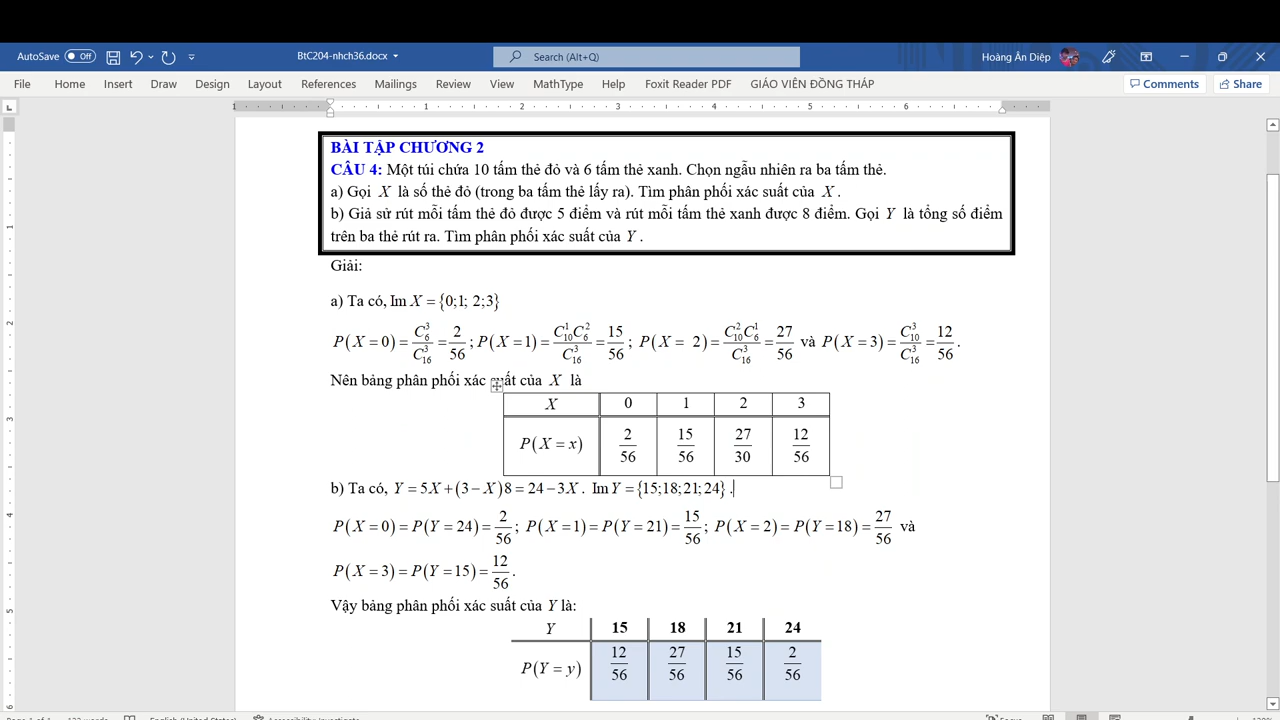 AutoSave Off BtC204-nhch36.docx Search (Alt+Q) Hoàng Ân Diệp
File Home Insert Draw Design Layout References Mailings Review View MathType Help Foxit Reader PDF GIÁO VIÊN ĐỒNG THÁP Comments Share
1 1 2 3 4 5 6
BÀI TẬP CHƯƠNG 2
CÂU 4: Một túi chứa 10 tấm thẻ đỏ và 6 tấm thẻ xanh. Chọn ngẫu nhiên ra ba tấm thẻ.
a) Gọi X là số thẻ đỏ (trong ba tấm thẻ lấy ra). Tìm phân phối xác suất của X .
b) Giả sử rút mỗi tấm thẻ đỏ được 5 điểm và rút mỗi tấm thẻ xanh được 8 điểm. Gọi Y là tổng số điểm
trên ba thẻ rút ra. Tìm phân phối xác suất của Y .
Giải:
a) Ta có, Im X = {0;1; 2;3}
P(X = 0) = C_6^3/C_16^3 = 2/56 ; P(X = 1) = C_10^1 C_6^2/C_16^3 = 15/56 ; P(X = 2) = C_10^2 C_6^1/C_16^3 = 27/56 và P(X = 3) = C_10^3/C_16^3 = 12/56 .
Nên bảng phân phối xác suất của X là
X 0 1 2 3
P(X = x) 2/56 15/56 27/30 12/56
b) Ta có, Y = 5X + (3 − X)8 = 24 − 3X . Im Y = {15;18;21;24} .
P(X = 0) = P(Y = 24) = 2/56 ; P(X = 1) = P(Y = 21) = 15/56 ; P(X = 2) = P(Y = 18) = 27/56 và
P(X = 3) = P(Y = 15) = 12/56 .
Vậy bảng phân phối xác suất của Y là:
Y 15 18 21 24
P(Y = y) 12/56 27/56 15/56 2/56